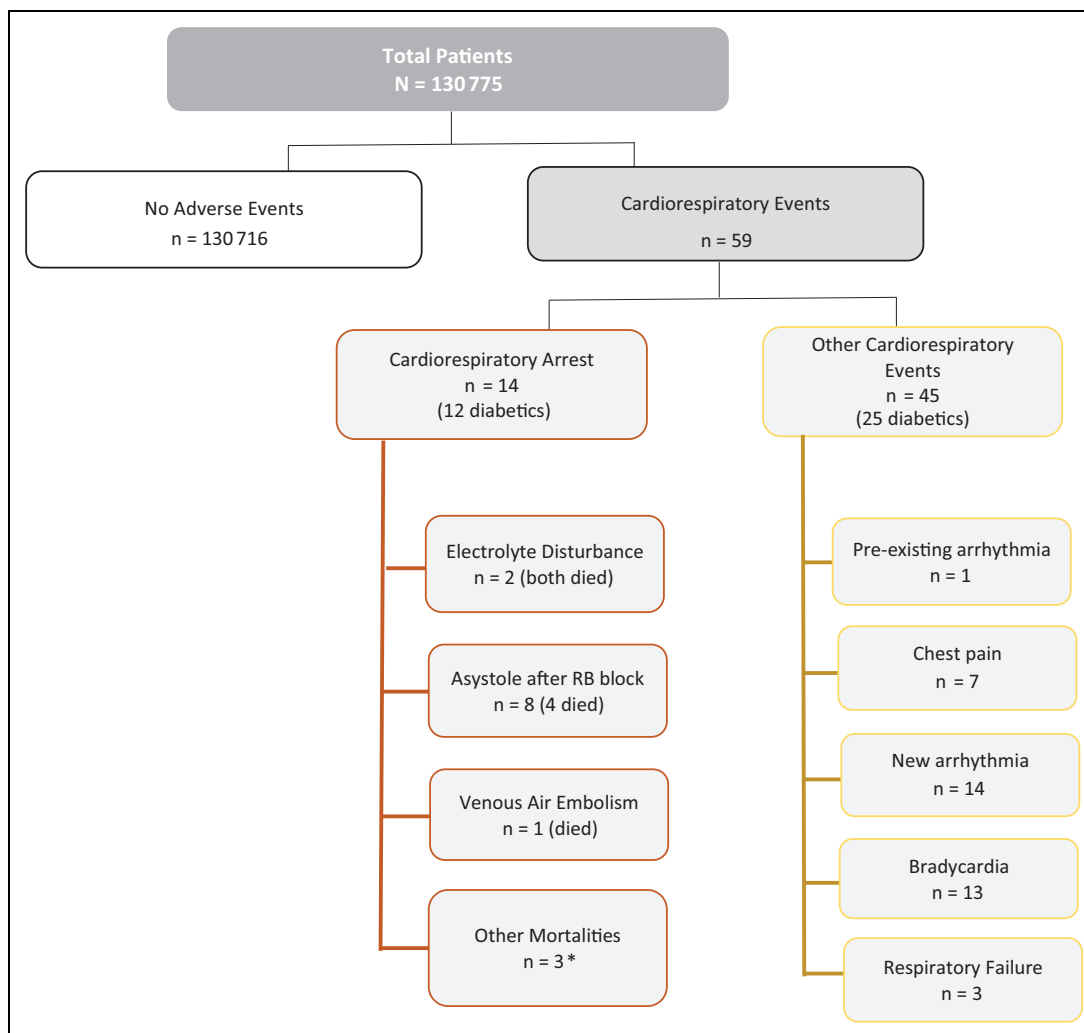 Total Patients
N = 130 775
No Adverse Events
n = 130 716
Cardiorespiratory Events
n = 59
Cardiorespiratory Arrest
n = 14
(12 diabetics)
Other Cardiorespiratory
Events
n = 45
(25 diabetics)
Electrolyte Disturbance
n = 2 (both died)
Asystole after RB block
n = 8 (4 died)
Venous Air Embolism
n = 1 (died)
Other Mortalities
n = 3 *
Pre-existing arrhythmia
n = 1
Chest pain
n = 7
New arrhythmia
n = 14
Bradycardia
n = 13
Respiratory Failure
n = 3